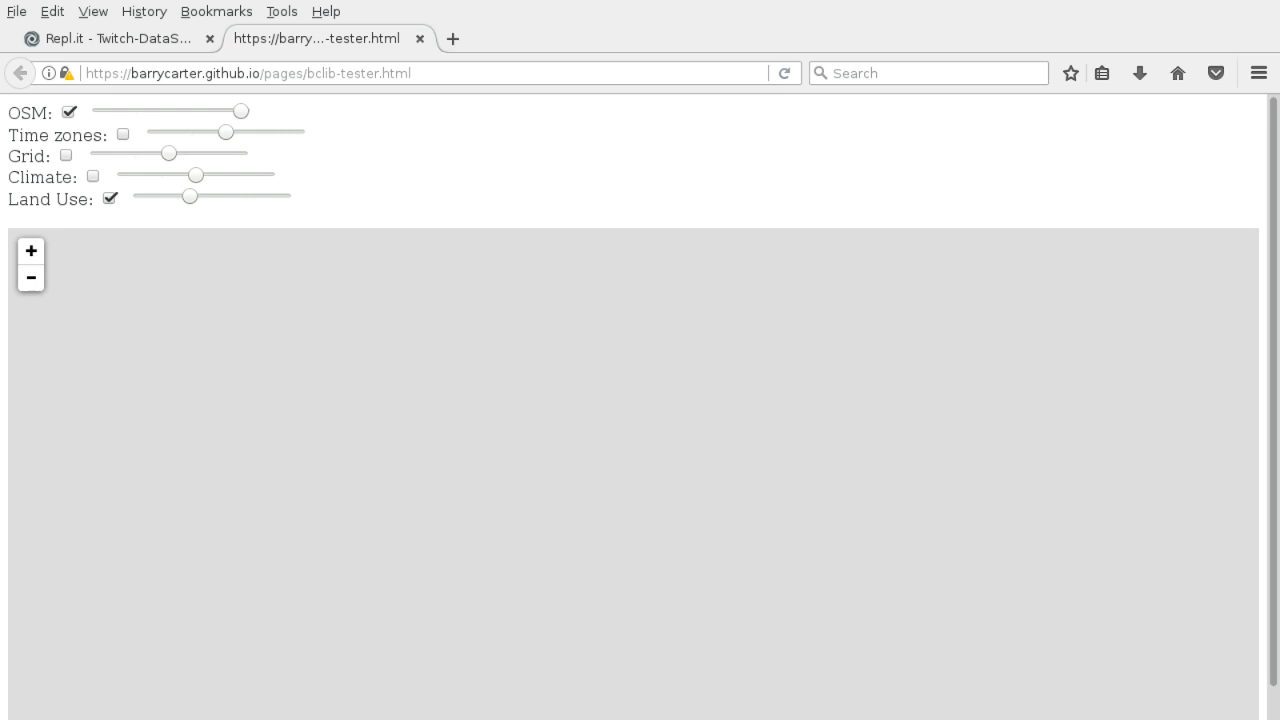 File Edit View History Bookmarks Tools Help
Repl.it - Twitch-DataS... https://barry...-tester.html
https://barrycarter.github.io/pages/bclib-tester.html Search
OSM:
Time zones:
Grid:
Climate:
Land Use:
+
-